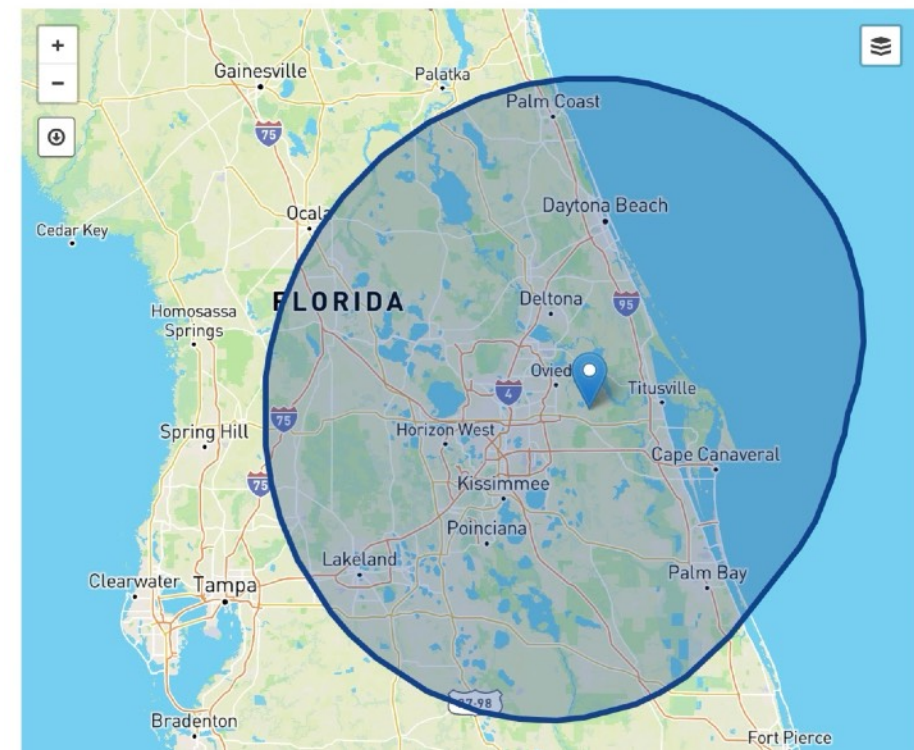 +
−
Gainesville
Palatka
Palm Coast
75
Ocala
Daytona Beach
Cedar Key
FLORIDA
Deltona
95
Homosassa
Springs
Titusville
4
75
Horizon West
Spring Hill
Cape Canaveral
75
Kissimmee
Poinciana
Lakeland
Palm Bay
Clearwater
Tampa
Bradenton
Fort Pierce